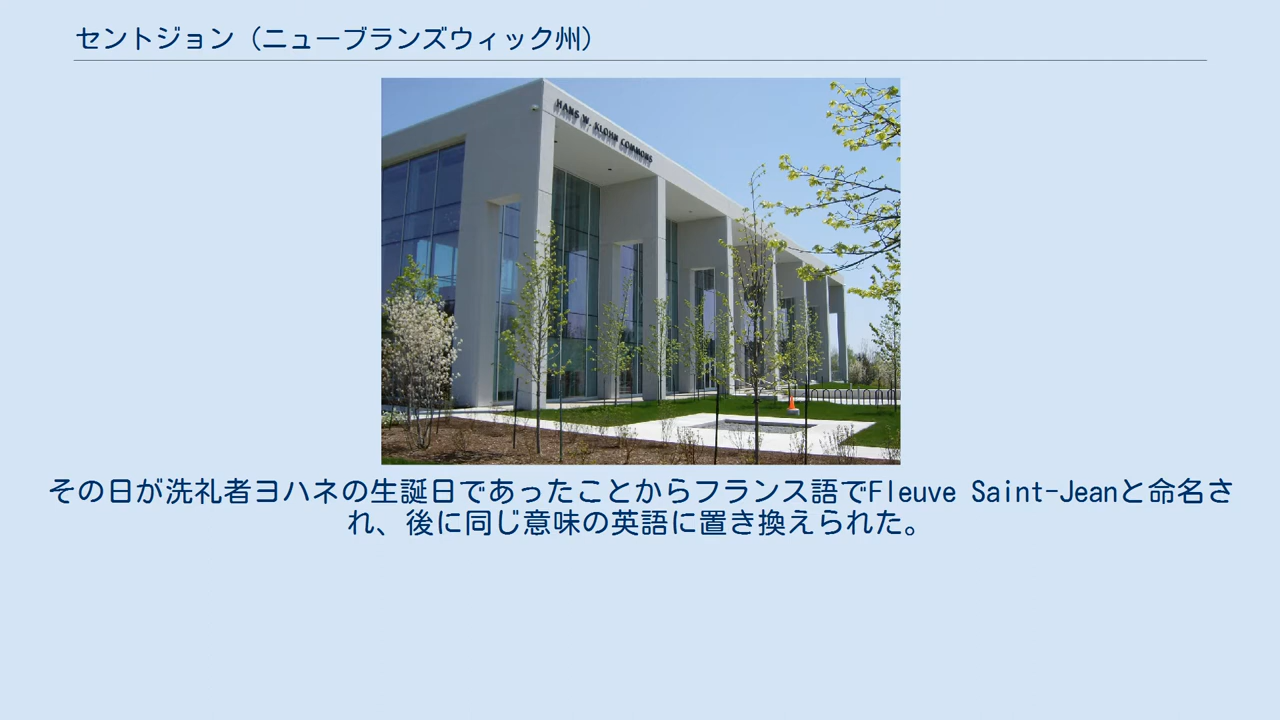 セントジョン（ニューブランズウィック州）
HANS W. KLOHN COMMONS
その日が洗礼者ヨハネの生誕日であったことからフランス語でFleuve Saint-Jeanと命名さ
れ、後に同じ意味の英語に置き換えられた。